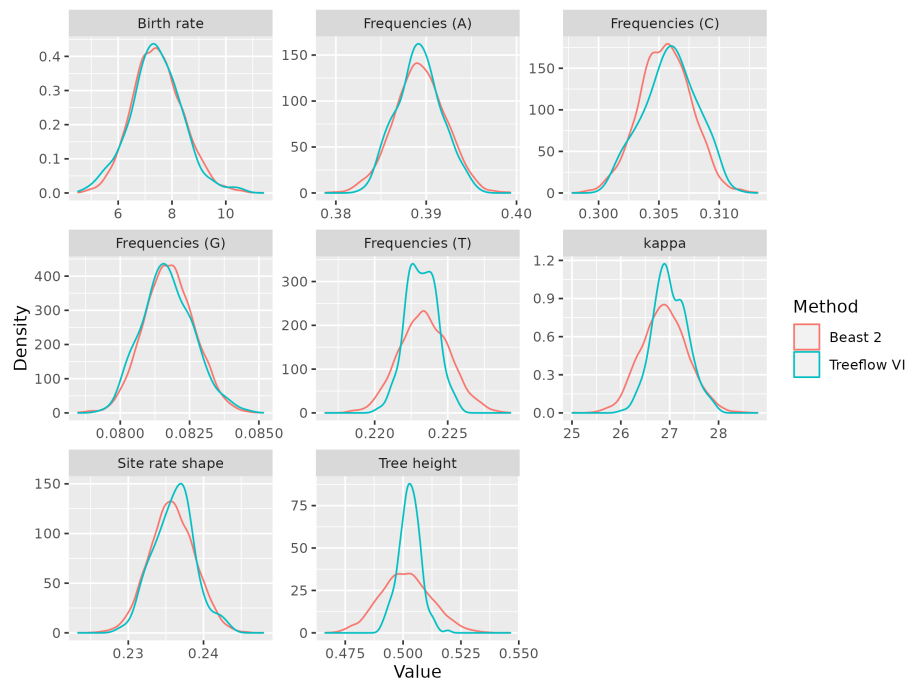 Birth rate
Frequencies (A)
Frequencies (C)
0.4
0.3
0.2
0.1
0.0
6 8 10
150
100
50
0
0.38 0.39 0.40
150
100
50
0
0.300 0.305 0.310
Frequencies (G)
Frequencies (T)
kappa
400
300
200
100
0
0.0800 0.0825 0.0850
300
200
100
0
0.220 0.225
1.2
0.9
0.6
0.3
0.0
25 26 27 28
Site rate shape
Tree height
150
100
50
0
0.23 0.24
75
50
25
0
0.475 0.500 0.525 0.550
Density
Value
Method
Beast 2
Treeflow VI